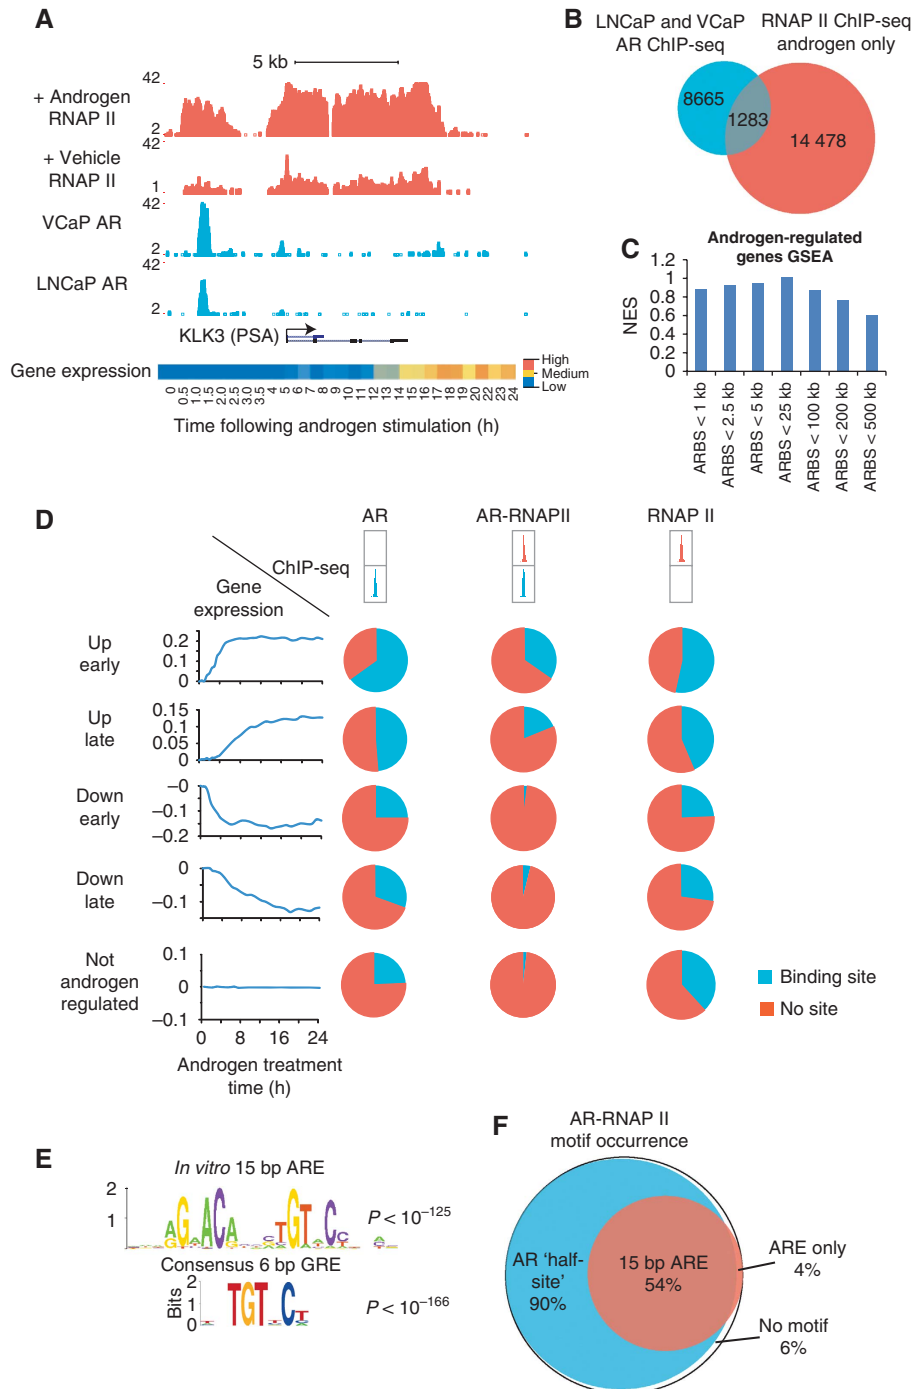 A
5 kb
+ Androgen
RNAP II
42
2
+ Vehicle
RNAP II
42
1
VCaP AR
42
2
LNCaP AR
42
2
KLK3 (PSA)
Gene expression
High
Medium
Low
0 0.5 1.0 1.5 2.0 2.5 3.0 3.5 4 5 6 7 8 9 10 11 12 13 14 15 16 17 18 19 20 21 22 23 24
Time following androgen stimulation (h)
B
LNCaP and VCaP
AR ChIP-seq
RNAP II ChIP-seq
androgen only
8665
1283
14 478
C
Androgen-regulated
genes GSEA
NES
1.2
1
0.8
0.6
0.4
0.2
0
ARBS < 1 kb
ARBS < 2.5 kb
ARBS < 5 kb
ARBS < 25 kb
ARBS < 100 kb
ARBS < 200 kb
ARBS < 500 kb
D
AR
AR-RNAPII
RNAP II
ChIP-seq
Gene
expression
Up
early
0.2
0.1
0
Up
late
0.15
0.1
0.05
0
Down
early
–0
–0.1
–0.2
Down
late
0
–0.1
Not
androgen
regulated
0.1
0
–0.1
0 8 16 24
Androgen treatment
time (h)
Binding site
No site
E
In vitro 15 bp ARE
2
1
AGAACA
TGTCC
P < 10–125
Consensus 6 bp GRE
Bits
2
1
0
TGT CT
P < 10–166
F
AR-RNAP II
motif occurrence
AR 'half-
site'
90%
15 bp ARE
54%
ARE only
4%
No motif
6%